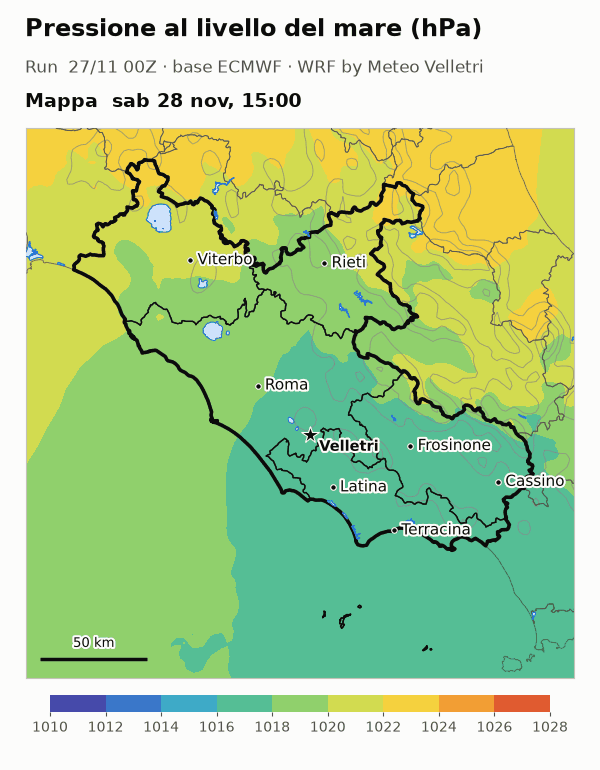 Pressione al livello del mare (hPa)
Run  27/11 00Z · base ECMWF · WRF by Meteo Velletri
Mappa  sab 28 nov, 15:00
Viterbo
Rieti
Roma
Velletri
Frosinone
Latina
Cassino
Terracina
50 km
1010 1012 1014 1016 1018 1020 1022 1024 1026 1028